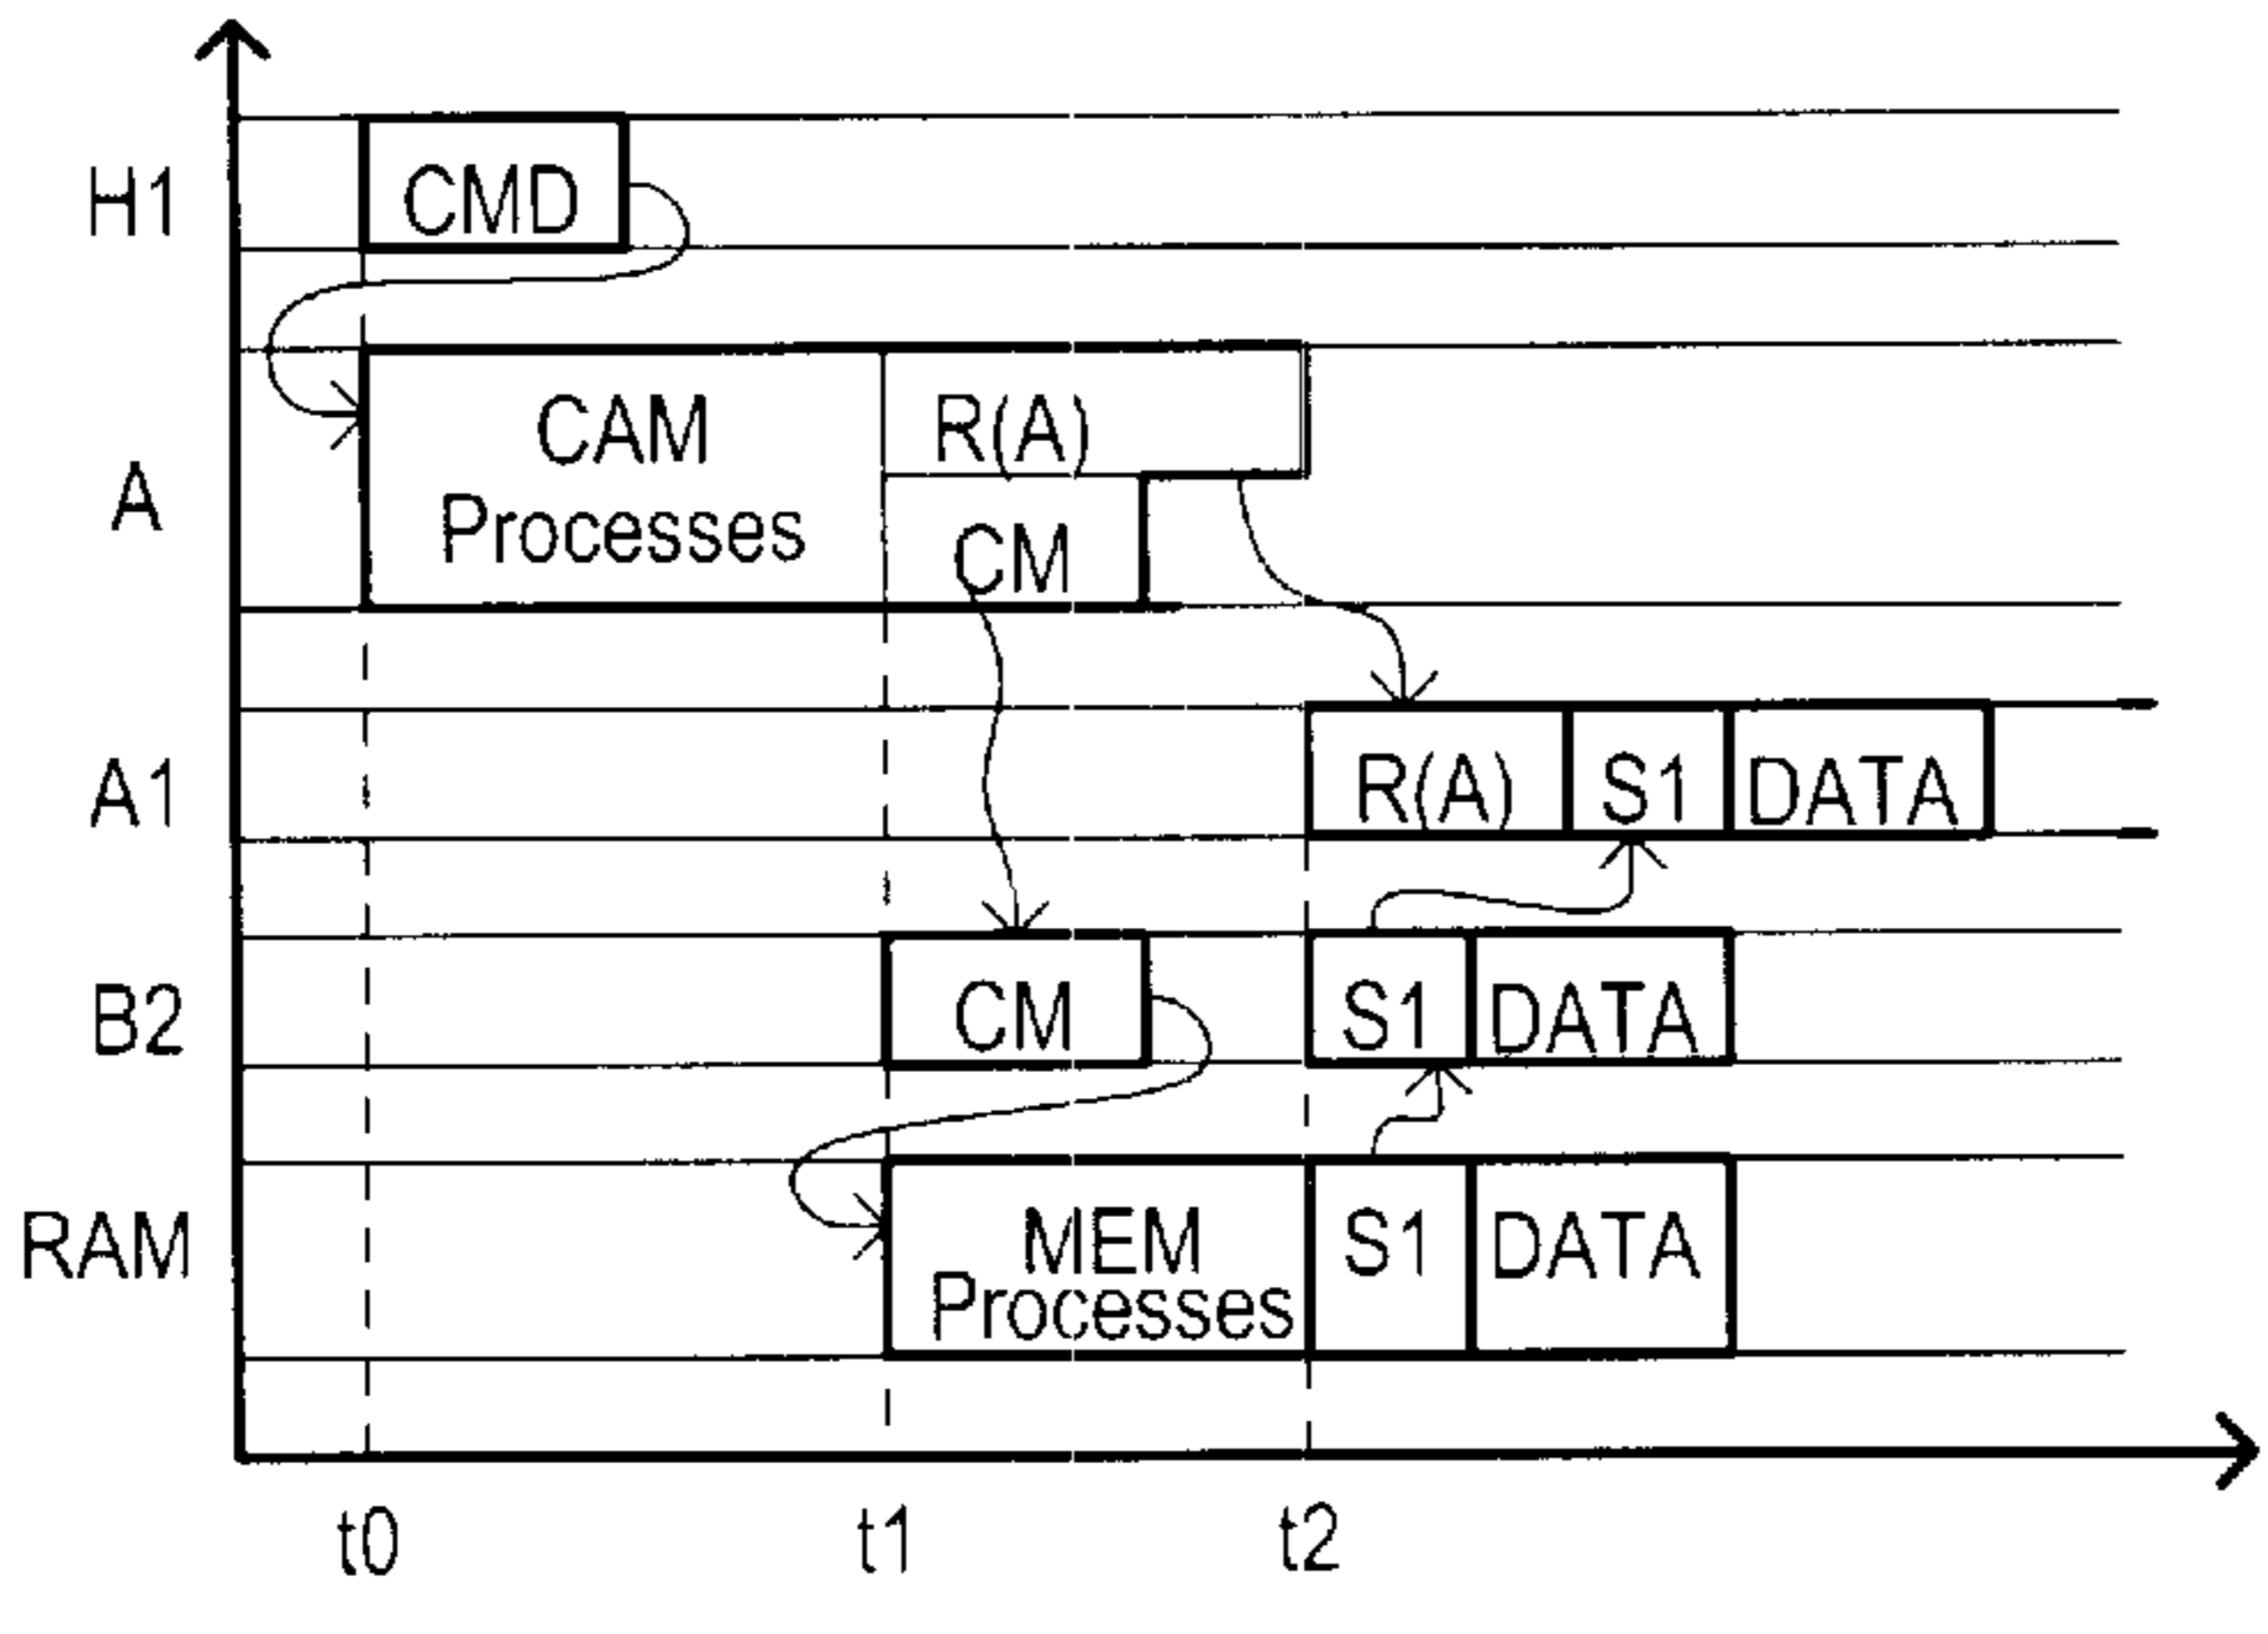 H1
CMD
A
CAM
Processes
R(A)
CM
A1
R(A)
S1
DATA
B2
CM
S1
DATA
RAM
MEM
Processes
S1
DATA
t0
t1
t2